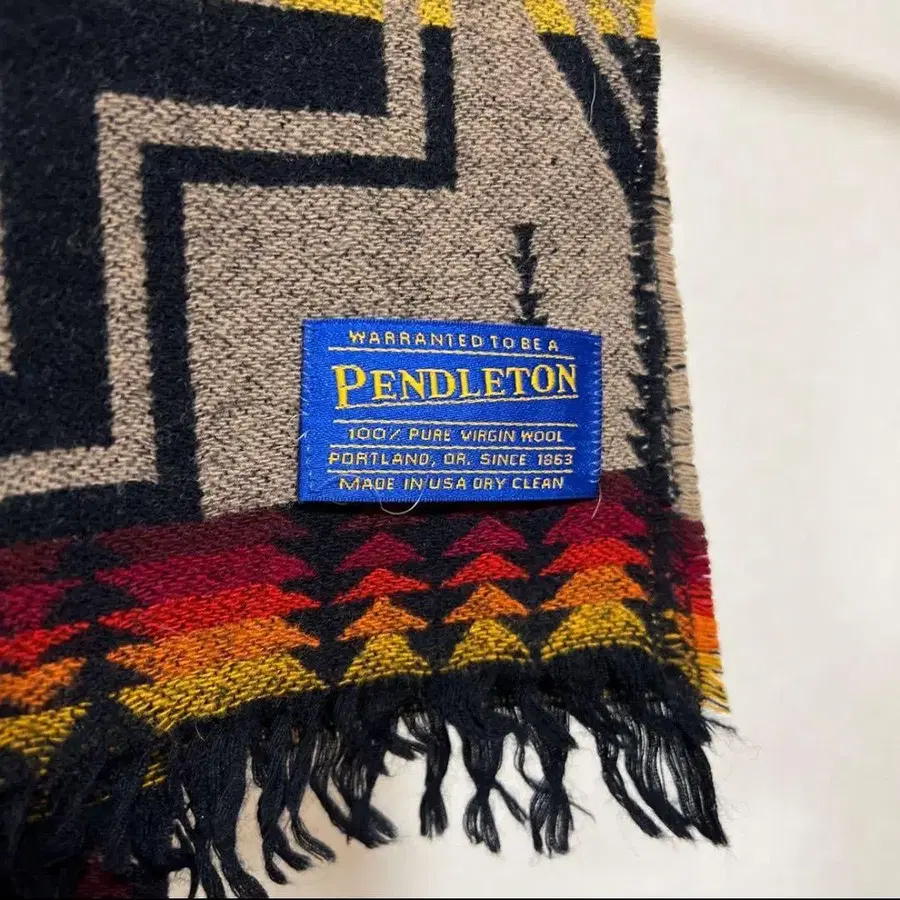 WARRANTED TO BE A
PENDLETON
100% PURE VIRGIN WOOL
PORTLAND, OR. SINCE 1863
MADE IN USA DRY CLEAN